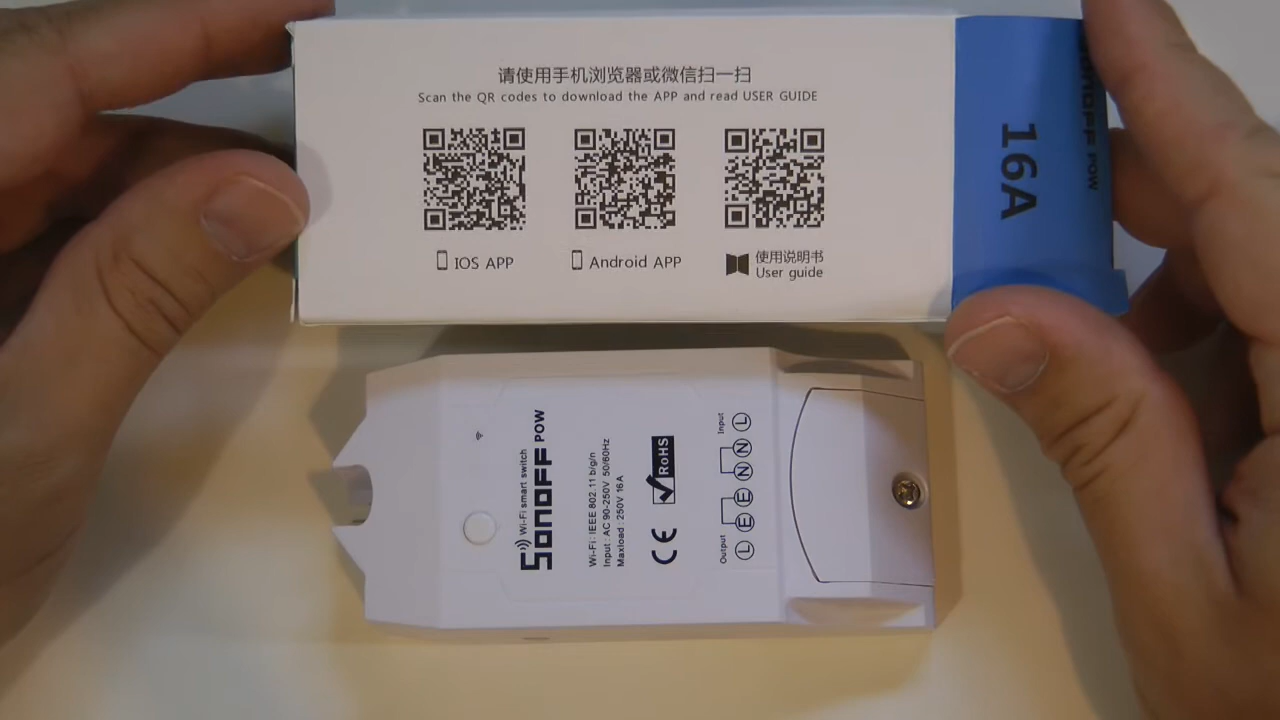 请使用手机浏览器或微信扫一扫
Scan the QR codes to download the APP and read USER GUIDE
IOS APP
Android APP
使用说明书
User guide
SONOFF POW
16A
Wi-Fi smart switch
SONOFF POW
Wi-Fi : IEEE 802.11 b/g/n
Input : AC 90-250V 50/60Hz
Maxload : 250V 16A
CE
RoHS
Input
L
N
N
E
E
L
Output